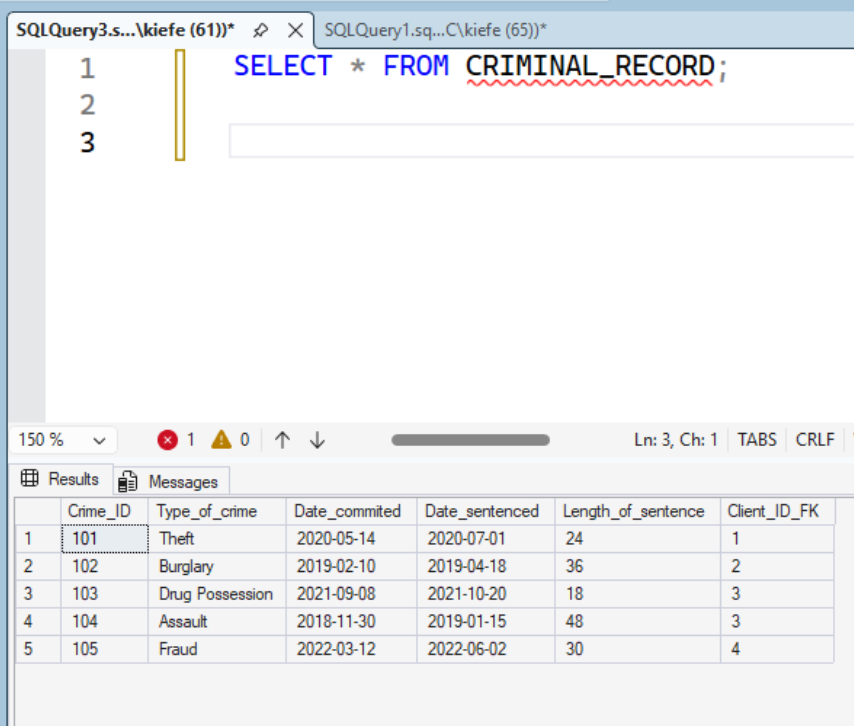 SQLQuery3.s...\kiefe (61))* SQLQuery1.sq...C\kiefe (65))*
1 SELECT * FROM CRIMINAL_RECORD;
2
3
150 % 1 0 Ln: 3, Ch: 1 TABS CRLF
Results Messages
Crime_ID Type_of_crime Date_commited Date_sentenced Length_of_sentence Client_ID_FK
1 101 Theft 2020-05-14 2020-07-01 24 1
2 102 Burglary 2019-02-10 2019-04-18 36 2
3 103 Drug Possession 2021-09-08 2021-10-20 18 3
4 104 Assault 2018-11-30 2019-01-15 48 3
5 105 Fraud 2022-03-12 2022-06-02 30 4